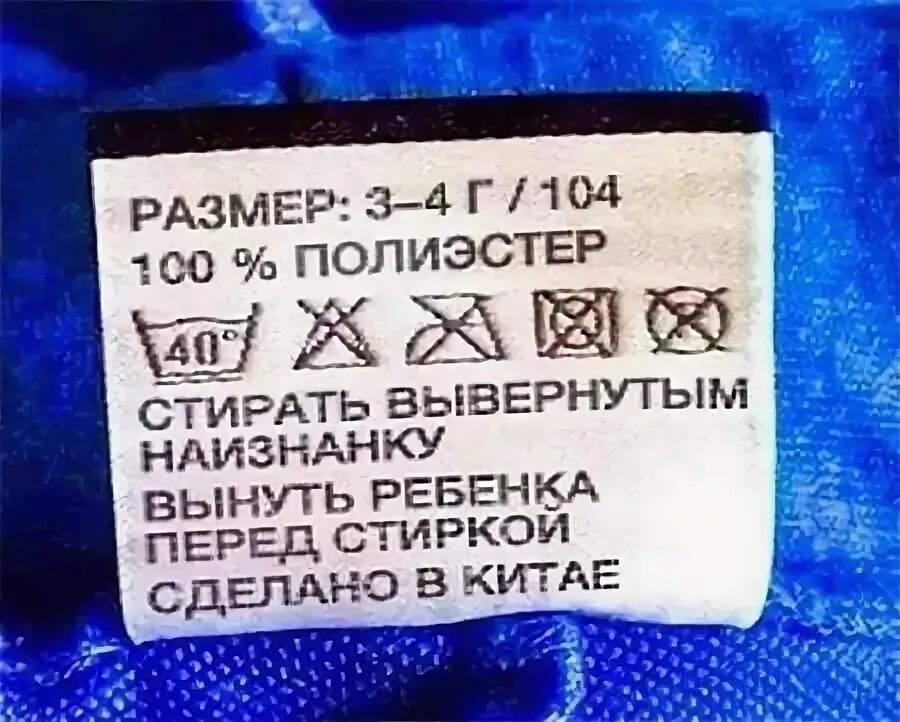 РАЗМЕР: 3–4 Г / 104
100 % ПОЛИЭСТЕР
40°
СТИРАТЬ ВЫВЕРНУТЫМ
НАИЗНАНКУ
ВЫНУТЬ РЕБЕНКА
ПЕРЕД СТИРКОЙ
СДЕЛАНО В КИТАЕ